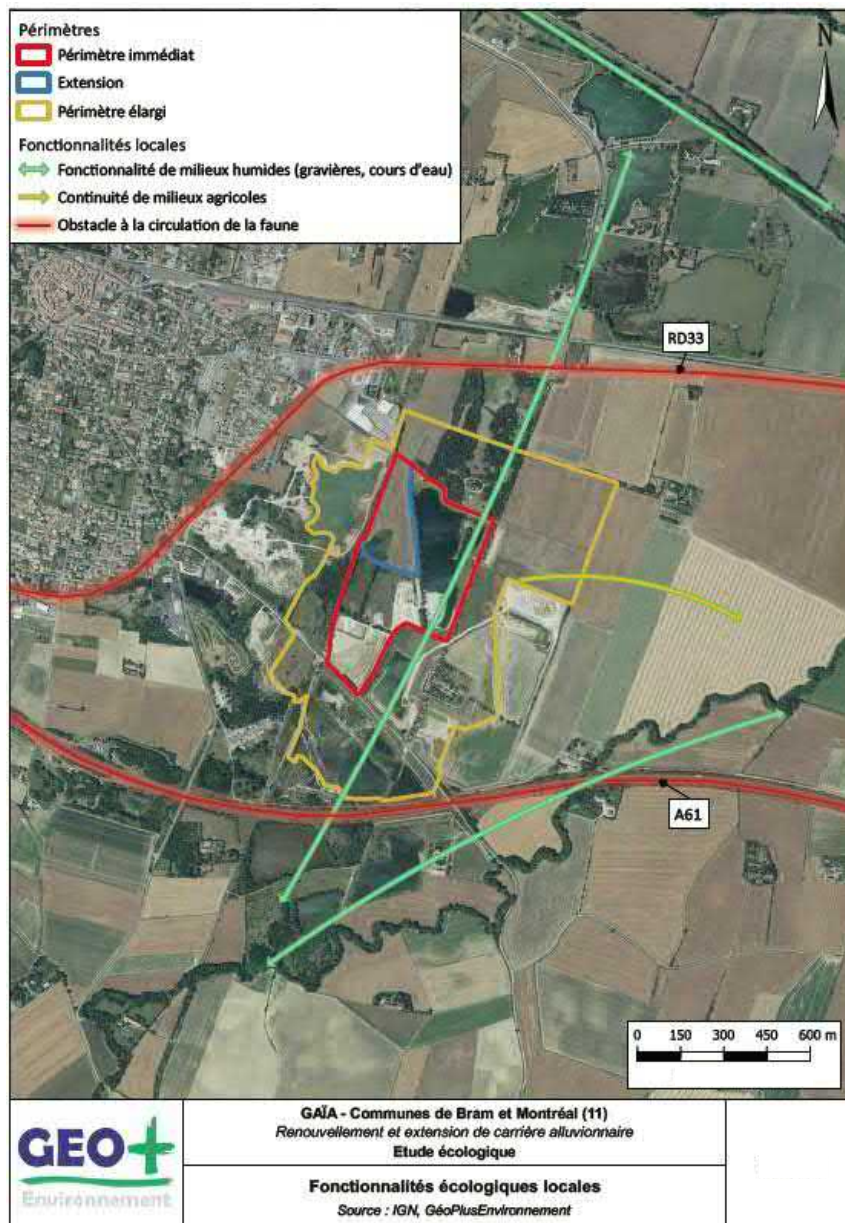 Périmètres
Périmètre immédiat
Extension
Périmètre élargi
Fonctionnalités locales
Fonctionnalité de milieux humides (gravières, cours d'eau)
Continuité de milieux agricoles
Obstacle à la circulation de la faune
N
RD33
A61
0 150 300 450 600 m
GEO+
Environnement
GAÏA - Communes de Bram et Montréal (11)
Renouvellement et extension de carrière alluvionnaire
Etude écologique
Fonctionnalités écologiques locales
Source : IGN, GéoPlusEnvironnement